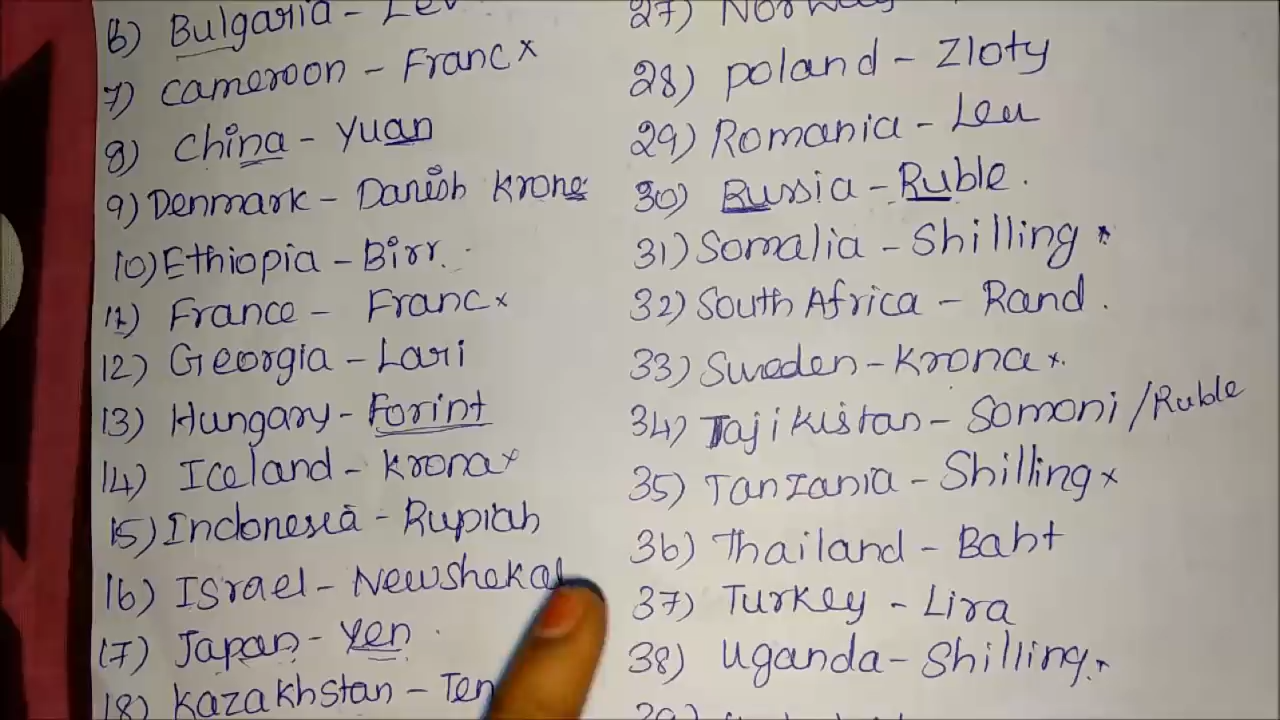 6) Bulgaria - Lev
7) Cameroon - Franc x
8) China - Yuan
9) Denmark - Danish Krone
10) Ethiopia - Birr.
11) France - Franc x
12) Georgia - Lari
13) Hungary - Forint
14) Iceland - Krona x
15) Indonesia - Rupiah
16) Israel - Newshekal
17) Japan - Yen.
18) Kazakhstan - Ten
27) Norway
28) Poland - Zloty
29) Romania - Leu
30) Russia - Ruble.
31) Somalia - Shilling x
32) South Africa - Rand.
33) Sweden - Krona x.
34) Tajikistan - Somoni / Ruble
35) Tanzania - Shilling x
36) Thailand - Baht
37) Turkey - Lira
38) Uganda - Shilling x